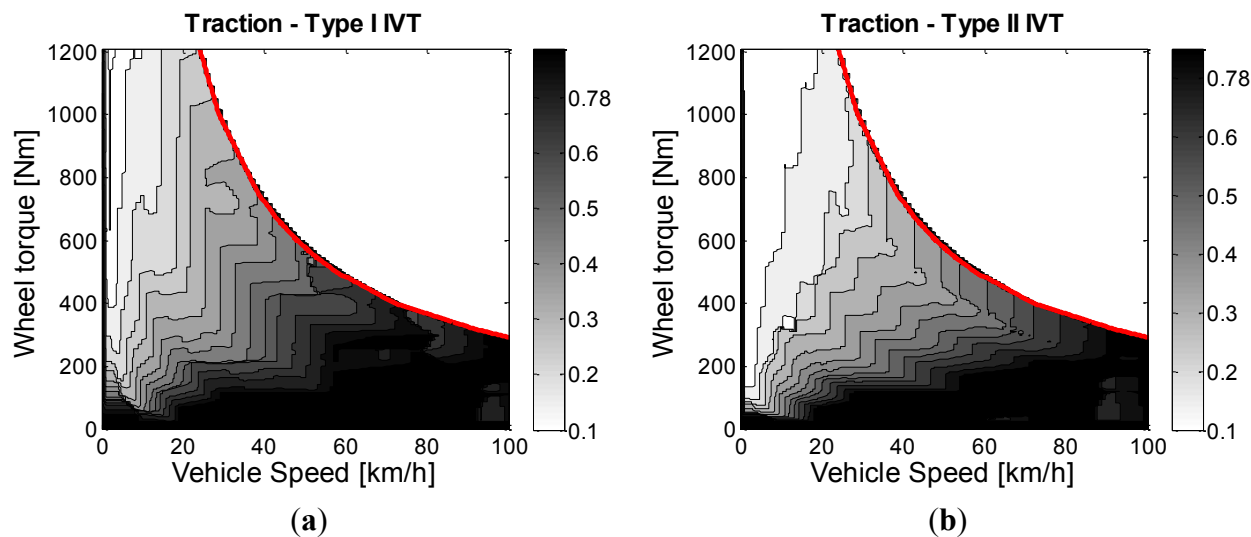 Traction - Type I IVT
1200
1000
800
600
400
200
0
Wheel torque [Nm]
0 20 40 60 80 100
Vehicle Speed [km/h]
0.78
0.6
0.5
0.4
0.3
0.2
0.1
(a)
Traction - Type II IVT
1200
1000
800
600
400
200
0
Wheel torque [Nm]
0 20 40 60 80 100
Vehicle Speed [km/h]
0.78
0.6
0.5
0.4
0.3
0.2
0.1
(b)